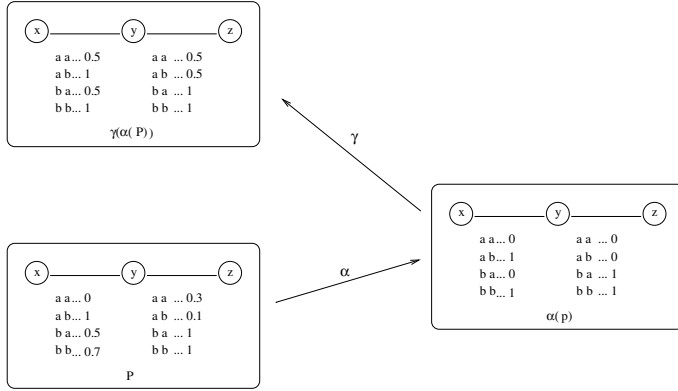 x y z
a a ... 0.5 a a ... 0.5
a b ... 1 a b ... 0.5
b a ... 0.5 b a ... 1
b b ... 1 b b ... 1
γ(α( P))
γ
x y z
a a ... 0 a a ... 0
a b ... 1 a b ... 0
b a ... 0 b a ... 1
b b ... 1 b b ... 1
α( p)
α
x y z
a a ... 0 a a ... 0.3
a b ... 1 a b ... 0.1
b a ... 0.5 b a ... 1
b b ... 0.7 b b ... 1
P